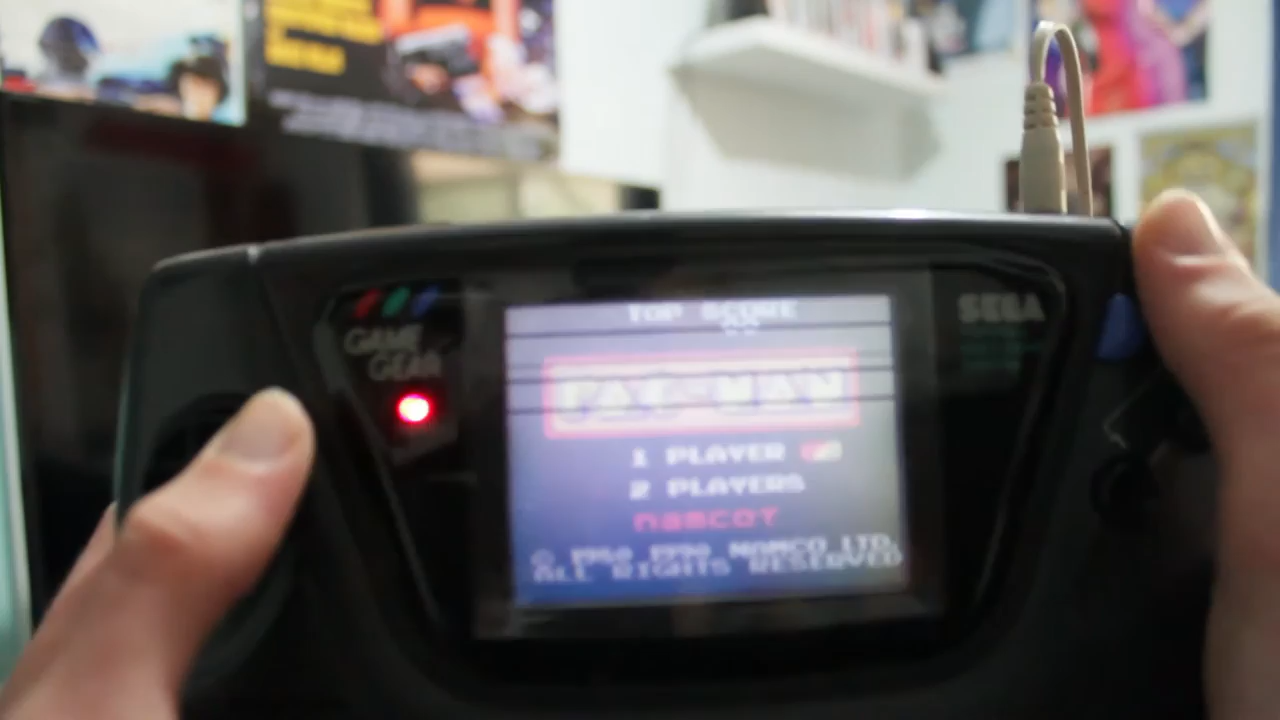 GAME
GEAR
SEGA
TOP SCORE
PAC-MAN
1 PLAYER
2 PLAYERS
namcot
© 1980 1990 NAMCO LTD.
ALL RIGHTS RESERVED